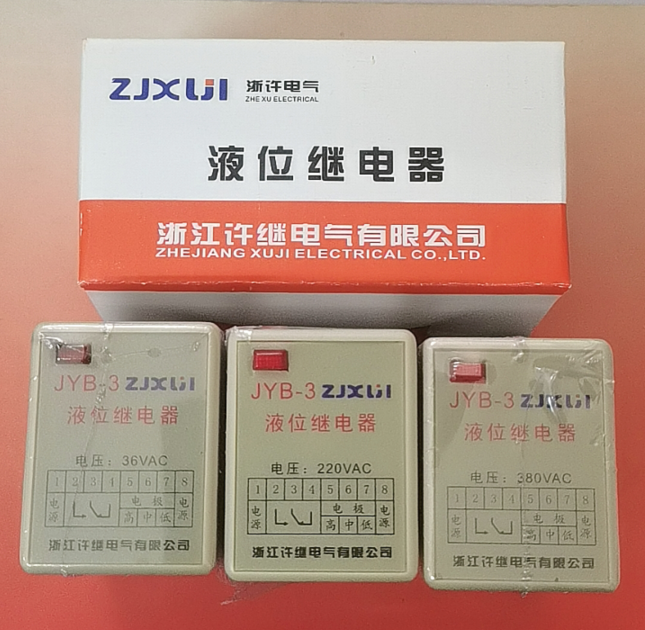 ZJXUJI 浙许电气
ZHE XU ELECTRICAL
液位继电器
浙江许继电气有限公司
ZHEJIANG XUJI ELECTRICAL CO.,LTD.
JYB-3 ZJXUJI
液位继电器
电压：36VAC
1 2 3 4 5 6 7 8
电源 电极 电源
高 中 低
浙江许继电气有限公司
JYB-3 ZJXUJI
液位继电器
电压：220VAC
1 2 3 4 5 6 7 8
电源 电极 电源
高 中 低
浙江许继电气有限公司
JYB-3 ZJXUJI
液位继电器
电压：380VAC
1 2 3 4 5 6 7 8
电源 电极 电源
高 中 低
浙江许继电气有限公司